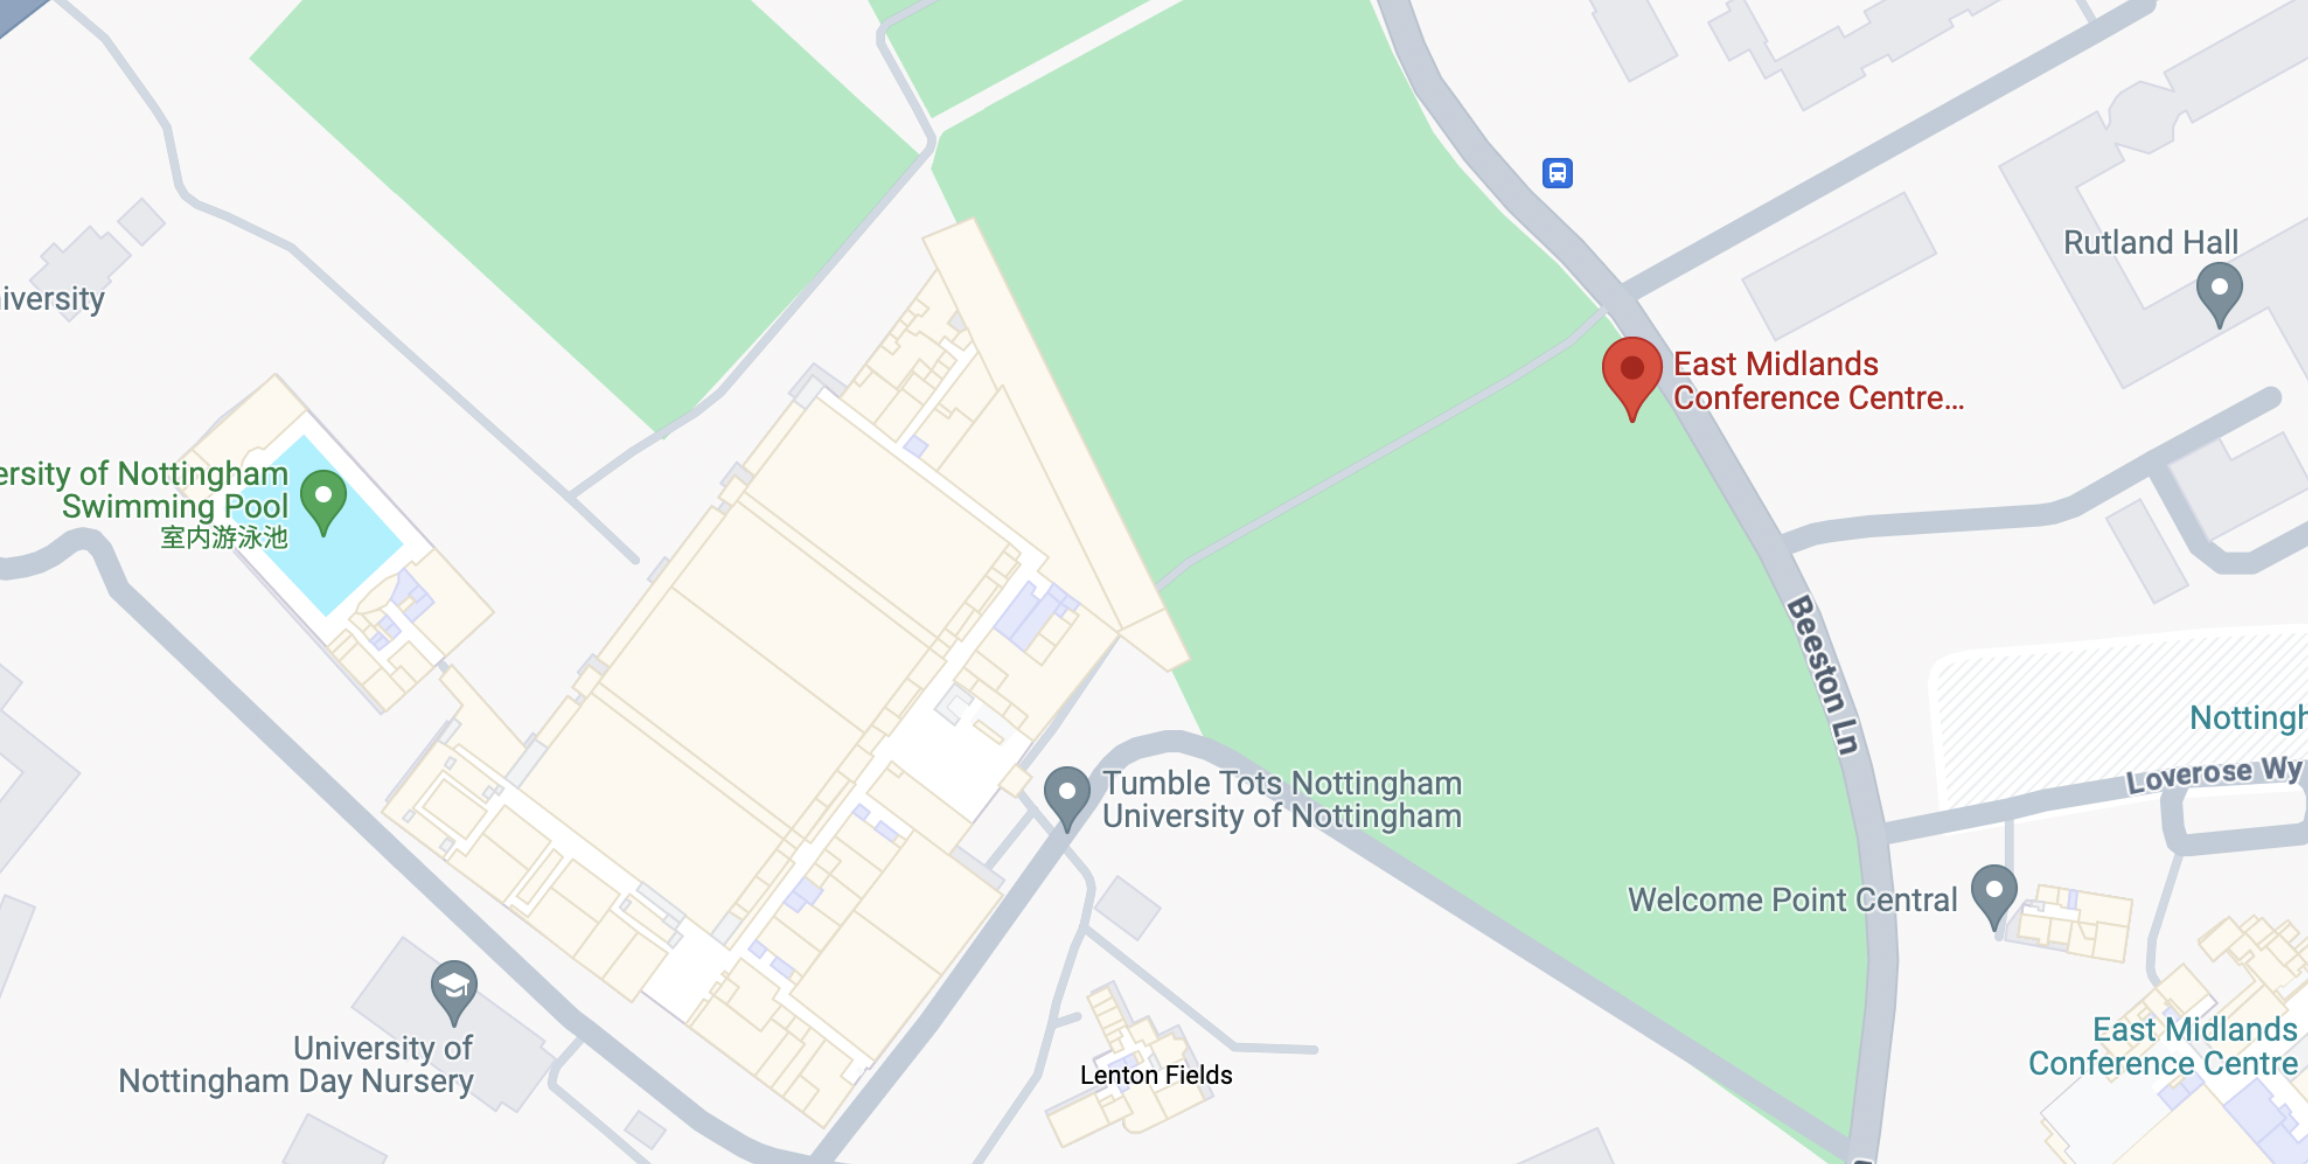 Rutland Hall
iversity
East Midlands
Conference Centre...
ersity of Nottingham
Swimming Pool
室内游泳池
Beeston Ln
Nottingh
Loverose Wy
Tumble Tots Nottingham
University of Nottingham
Welcome Point Central
University of
Nottingham Day Nursery
Lenton Fields
East Midlands
Conference Centre